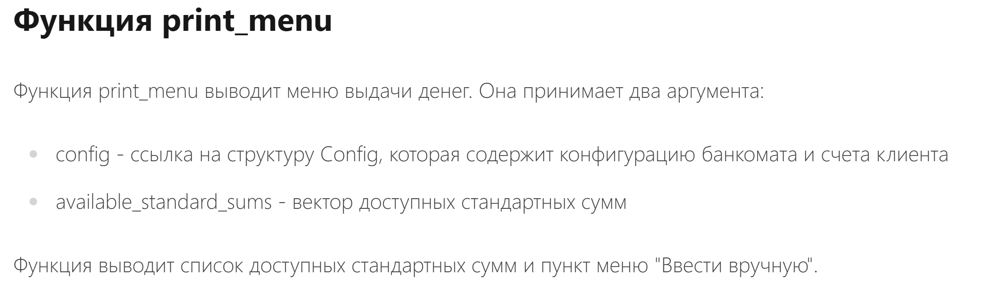 Функция print_menu
Функция print_menu выводит меню выдачи денег. Она принимает два аргумента:
config - ссылка на структуру Config, которая содержит конфигурацию банкомата и счета клиента
available_standard_sums - вектор доступных стандартных сумм
Функция выводит список доступных стандартных сумм и пункт меню "Ввести вручную".